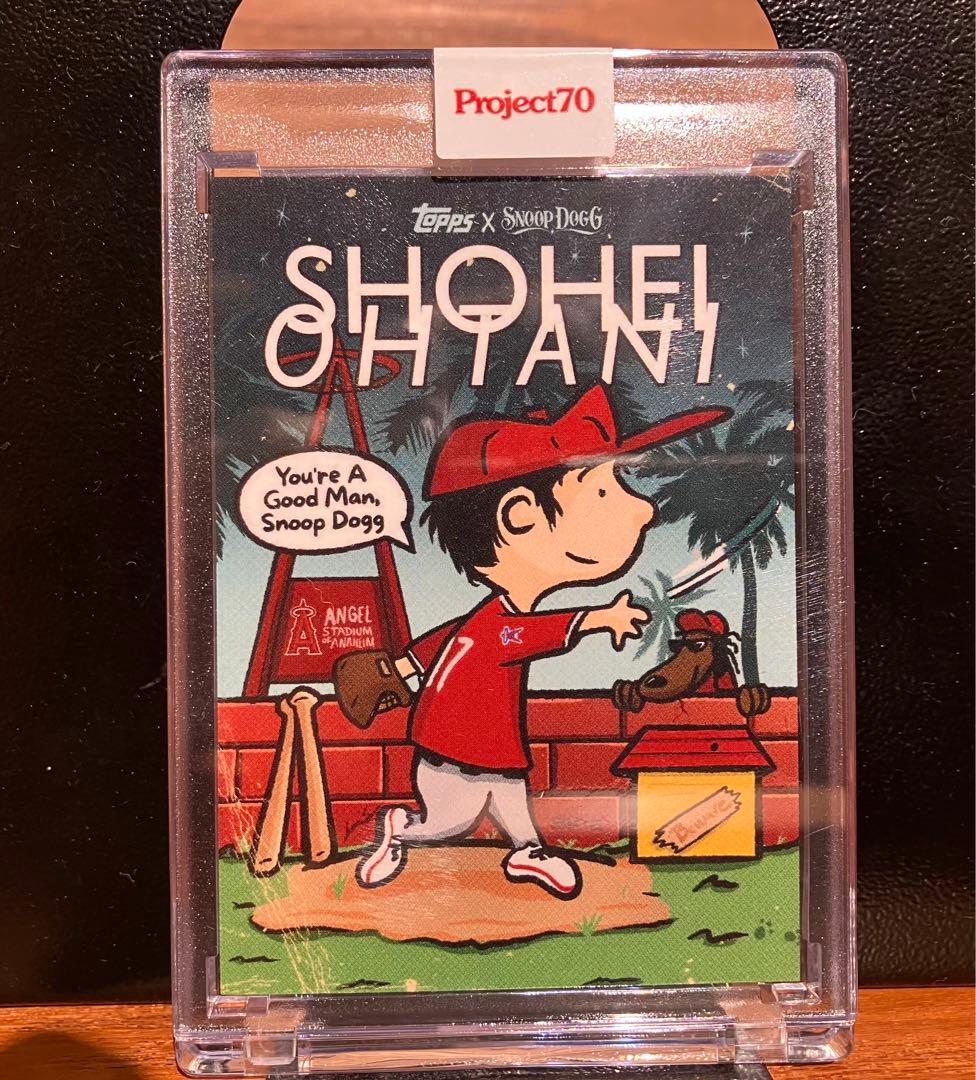 Project70
topps X SNOOP DOGG
SHOHEI
OHTANI
You're A
Good Man,
Snoop Dogg
A ANGEL
STADIUM
OF ANAHEIM
17